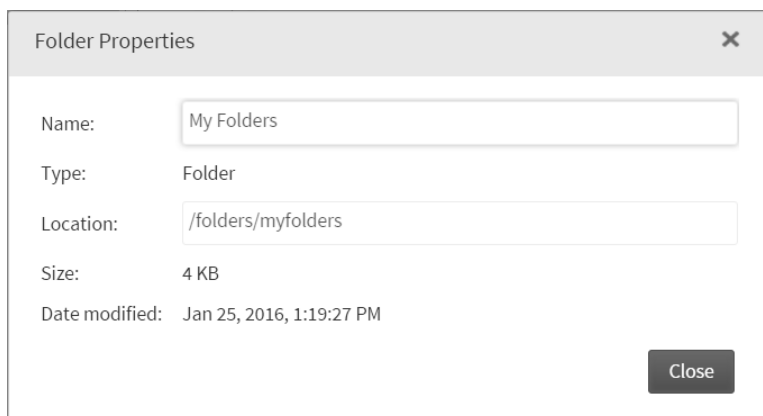 Folder Properties
Name: My Folders
Type: Folder
Location: /folders/myfolders
Size: 4 KB
Date modified: Jan 25, 2016, 1:19:27 PM
Close